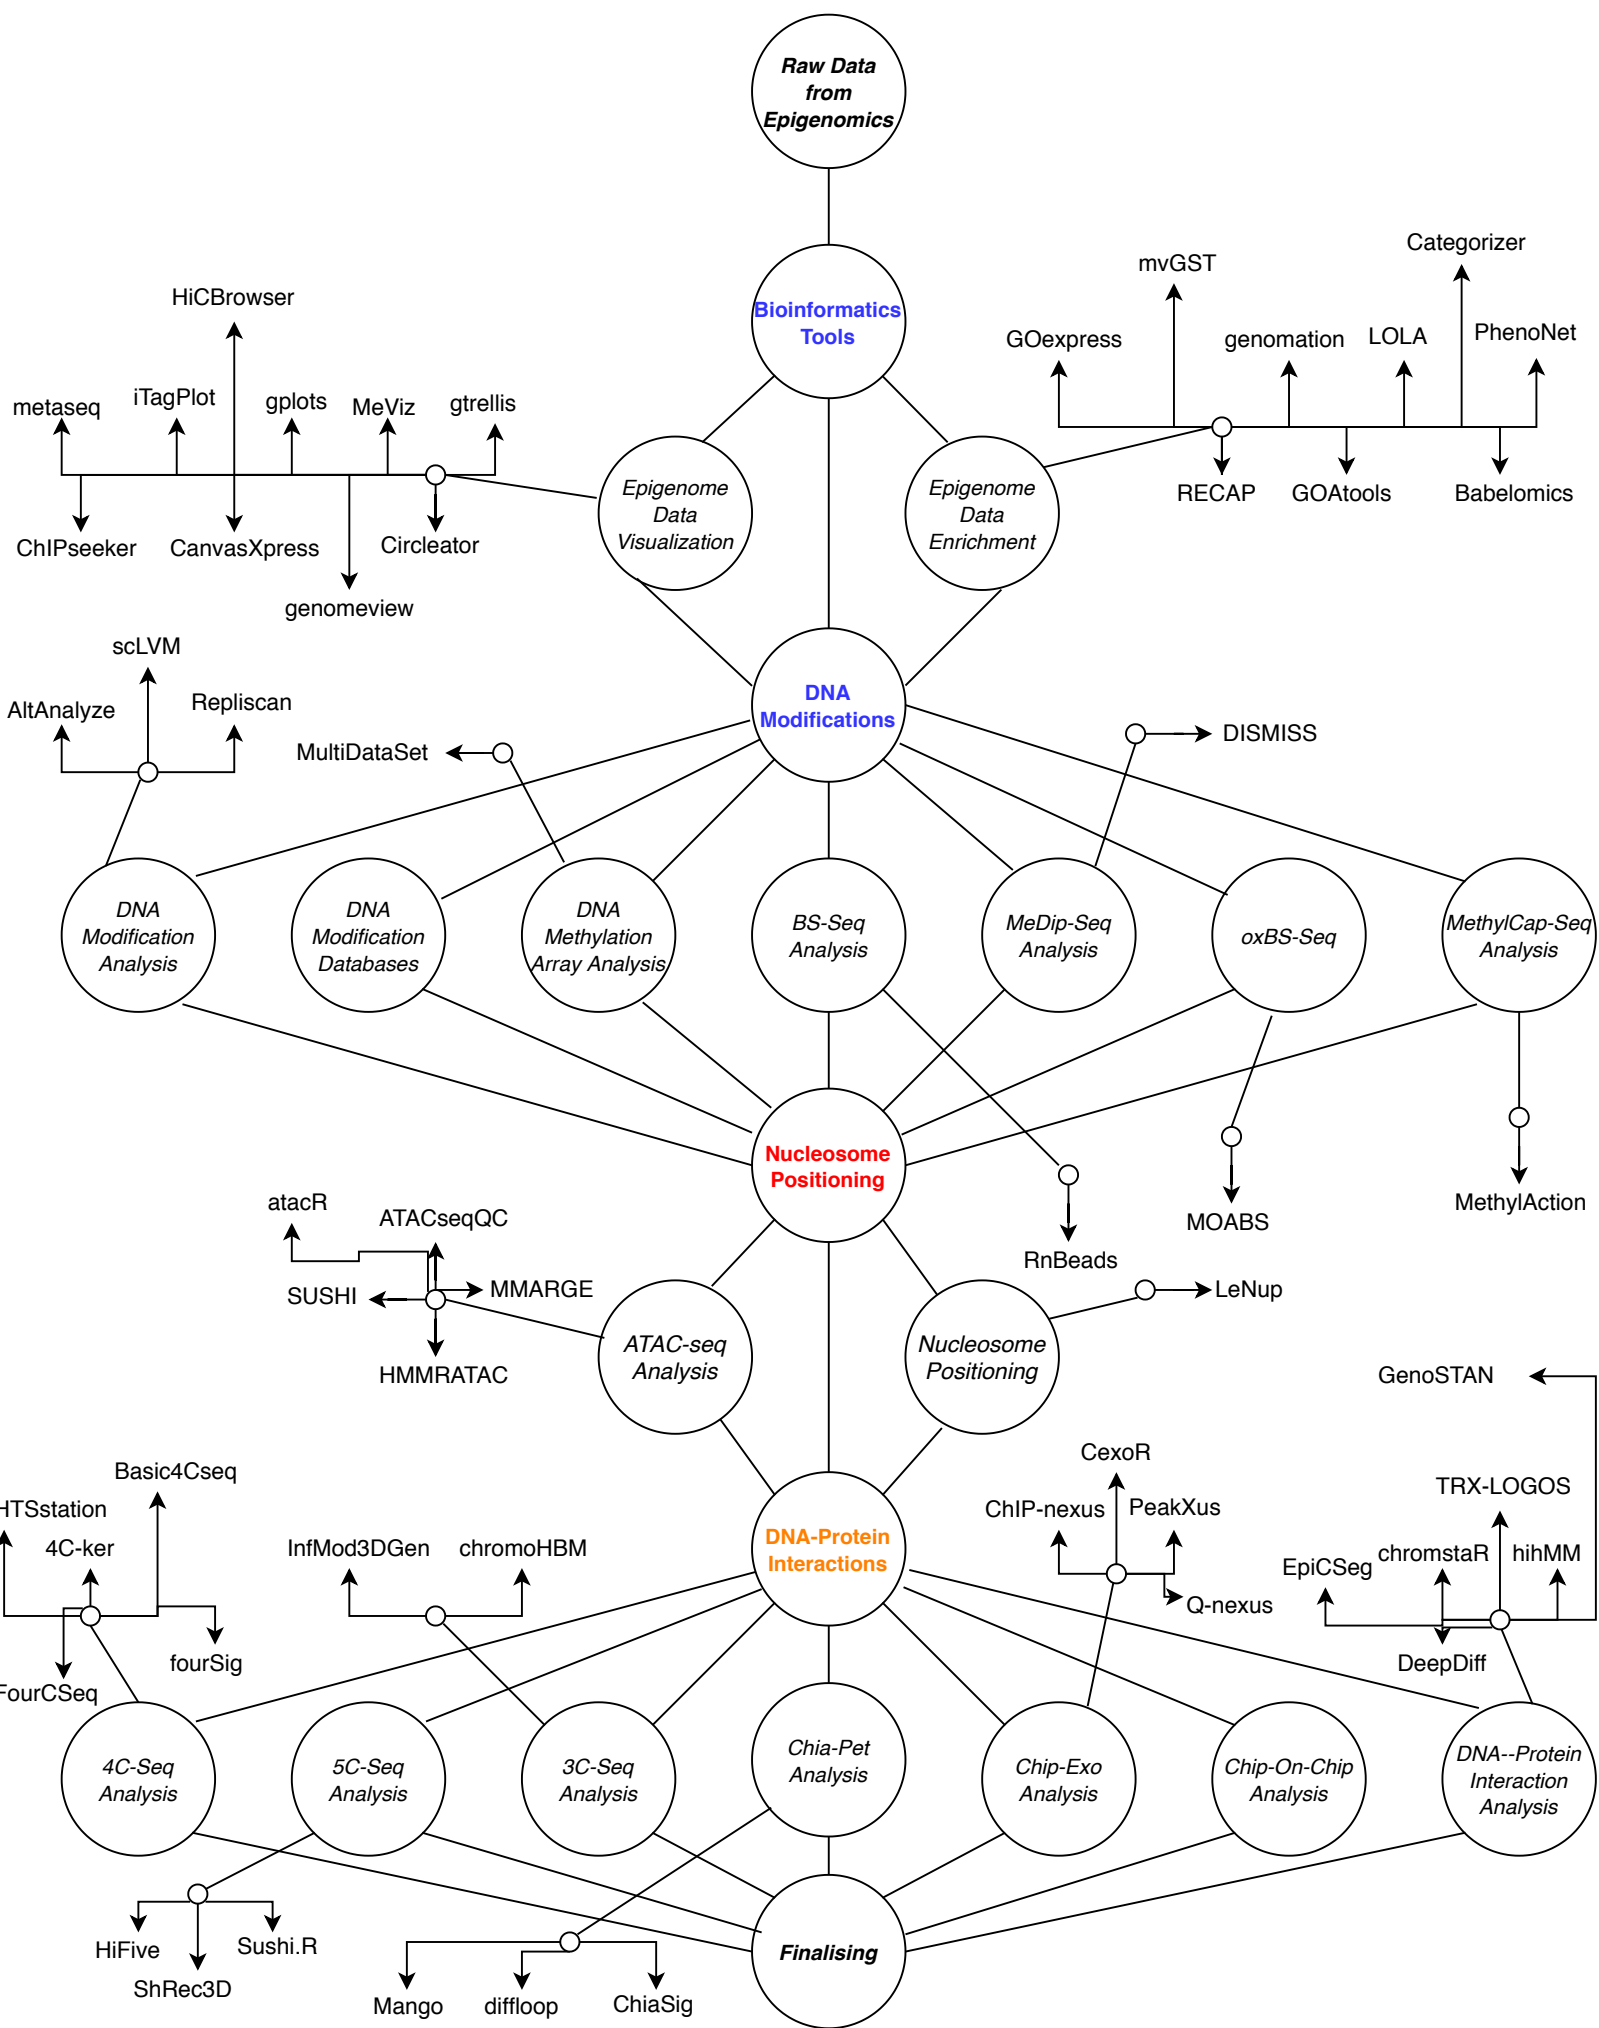 Raw Data
from
Epigenomics
Bioinformatics
Tools
Categorizer
mvGST
GOexpress
genomation
LOLA
PhenoNet
RECAP
GOAtools
Babelomics
HiCBrowser
metaseq
iTagPlot
gplots
MeViz
gtrellis
ChIPseeker
CanvasXpress
Circleator
genomeview
Epigenome
Data
Visualization
Epigenome
Data
Enrichment
scLVM
AltAnalyze
Repliscan
MultiDataSet
DNA
Modifications
DISMISS
DNA
Modification
Analysis
DNA
Modification
Databases
DNA
Methylation
Array Analysis
BS-Seq
Analysis
MeDip-Seq
Analysis
oxBS-Seq
MethylCap-Seq
Analysis
Nucleosome
Positioning
RnBeads
MOABS
MethylAction
atacR
ATACseqQC
SUSHI
MMARGE
HMMRATAC
ATAC-seq
Analysis
Nucleosome
Positioning
LeNup
GenoSTAN
Basic4Cseq
HTSstation
4C-ker
fourSig
FourCSeq
InfMod3DGen
chromoHBM
DNA-Protein
Interactions
CexoR
ChIP-nexus
PeakXus
Q-nexus
TRX-LOGOS
EpiCSeg
chromstaR
hihMM
DeepDiff
4C-Seq
Analysis
5C-Seq
Analysis
3C-Seq
Analysis
Chia-Pet
Analysis
Chip-Exo
Analysis
Chip-On-Chip
Analysis
DNA--Protein
Interaction
Analysis
HiFive
Sushi.R
ShRec3D
Mango
diffloop
ChiaSig
Finalising